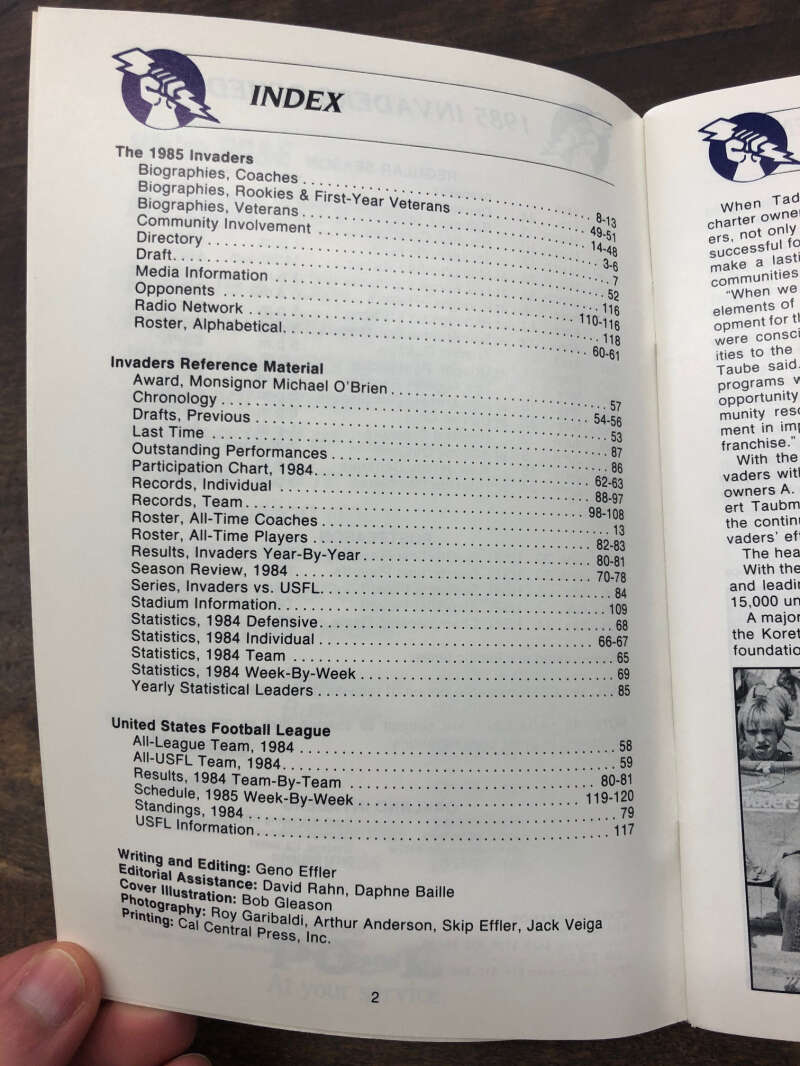 INDEX
The 1985 Invaders
Biographies, Coaches 8-13
Biographies, Rookies & First-Year Veterans 49-51
Biographies, Veterans 14-48
Community Involvement 3-6
Directory 7
Draft 52
Media Information 116
Opponents 110-116
Radio Network 118
Roster, Alphabetical 60-61
Invaders Reference Material
Award, Monsignor Michael O'Brien 57
Chronology 54-56
Drafts, Previous 53
Last Time 87
Outstanding Performances 86
Participation Chart, 1984 62-63
Records, Individual 88-97
Records, Team 98-108
Roster, All-Time Coaches 13
Roster, All-Time Players 82-83
Results, Invaders Year-By-Year 80-81
Season Review, 1984 70-78
Series, Invaders vs. USFL 84
Stadium Information 109
Statistics, 1984 Defensive 68
Statistics, 1984 Individual 66-67
Statistics, 1984 Team 65
Statistics, 1984 Week-By-Week 69
Yearly Statistical Leaders 85
United States Football League
All-League Team, 1984 58
All-USFL Team, 1984 59
Results, 1984 Team-By-Team 80-81
Schedule, 1985 Week-By-Week 119-120
Standings, 1984 79
USFL Information 117
Writing and Editing: Geno Effler
Editorial Assistance: David Rahn, Daphne Baille
Cover Illustration: Bob Gleason
Photography: Roy Garibaldi, Arthur Anderson, Skip Effler, Jack Veiga
Printing: Cal Central Press, Inc.
2
When Tad
charter owne
ers, not only
successful fo
make a lasti
communities
"When we
elements of
opment for th
were consci
ities to the
Taube said.
programs w
opportunity
munity reso
ment in imp
franchise."
With the
vaders with
owners A.
ert Taubm
the continu
vaders' eff
The hea
With the
and leadin
15,000 un
A major
the Koret
foundatio